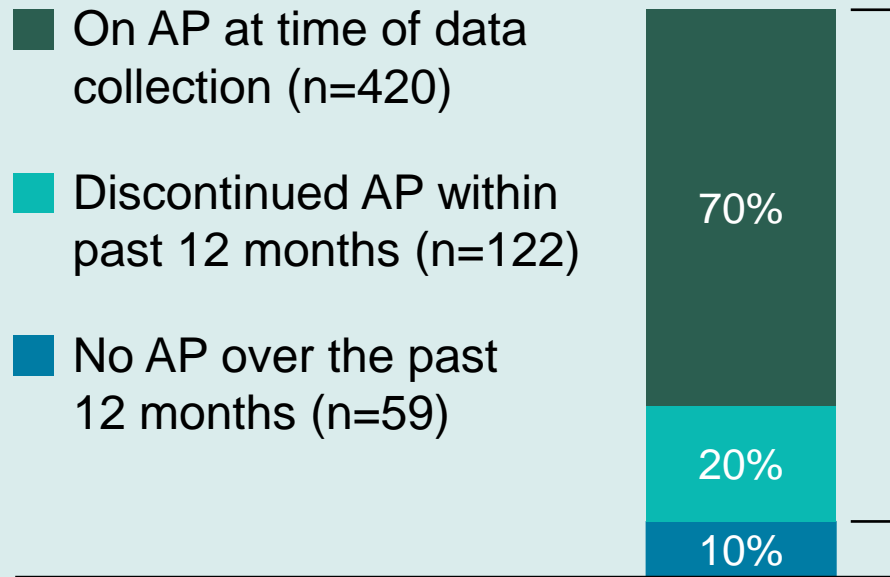 On AP at time of data
collection (n=420)
Discontinued AP within
past 12 months (n=122)
No AP over the past
12 months (n=59)
70%
20%
10%